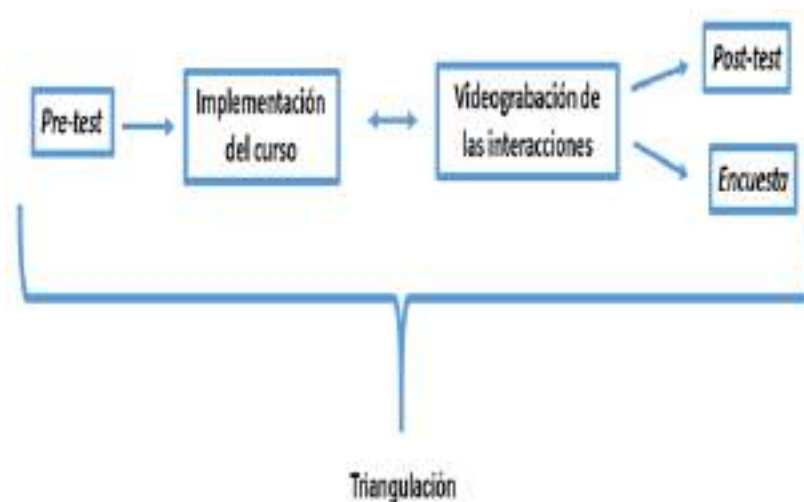 Pre-test
Implementación
del curso
Videograbación de
las interacciones
Post-test
Encuesta
Triangulación